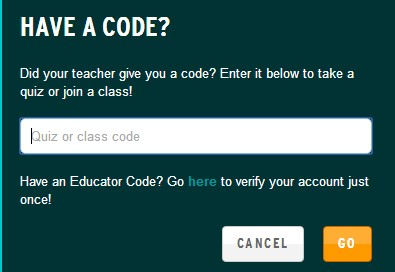 HAVE A CODE?
Did your teacher give you a code? Enter it below to take a
quiz or join a class!
Quiz or class code
Have an Educator Code? Go here to verify your account just
once!
CANCEL GO